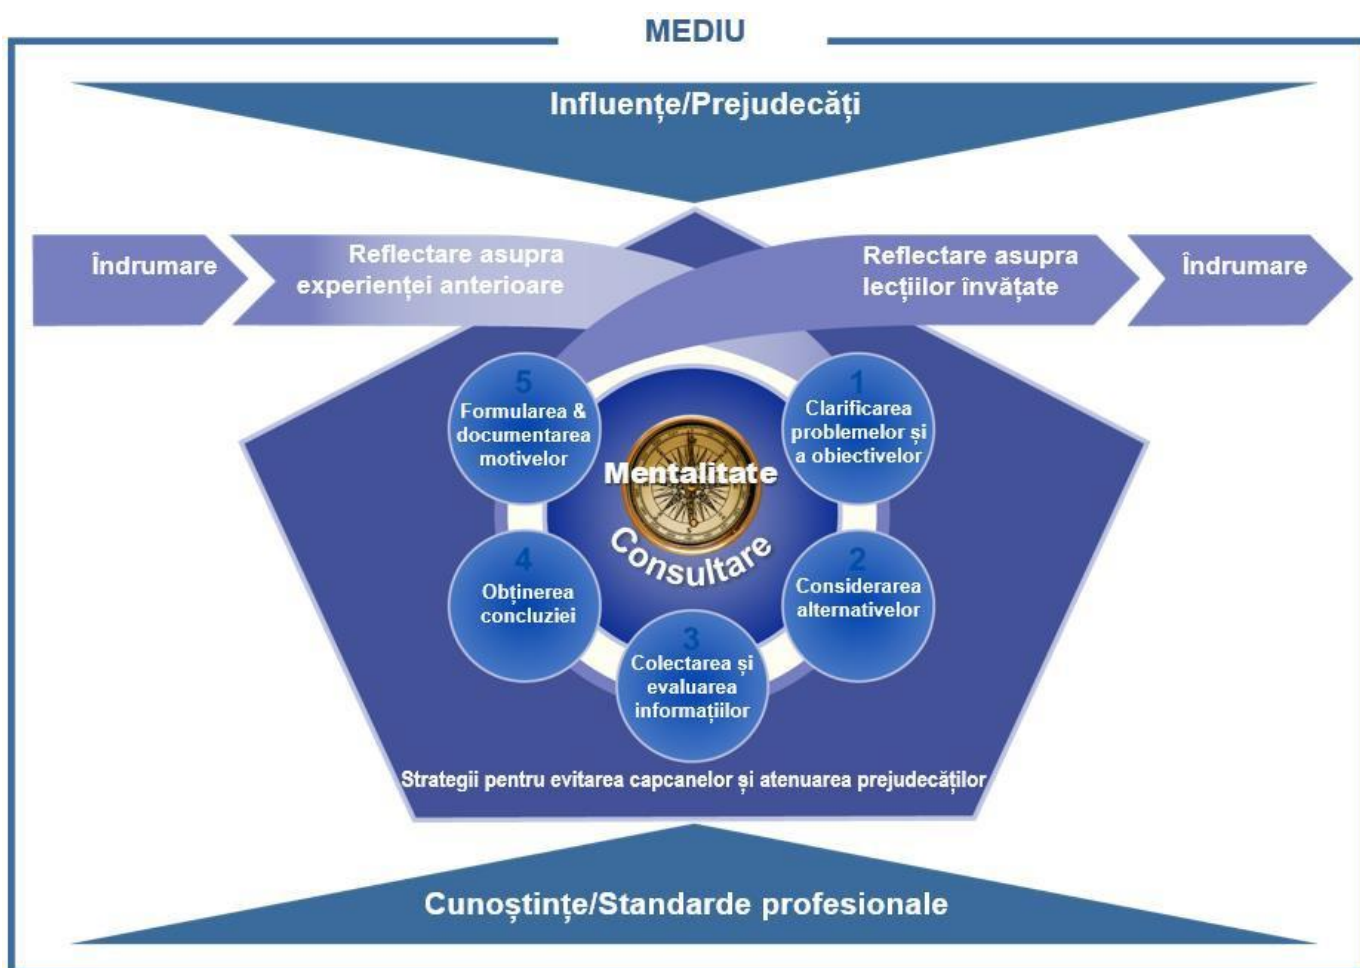 MEDIU
Influențe/Prejudecăți
Îndrumare
Reflectare asupra
experienței anterioare
Reflectare asupra
lecțiilor învățate
Îndrumare
5
Formularea &
documentarea
motivelor
1
Clarificarea
problemelor și
a obiectivelor
Mentalitate
Consultare
4
Obținerea
concluziei
2
Considerarea
alternativelor
3
Colectarea și
evaluarea
informațiilor
Strategii pentru evitarea capcanelor și atenuarea prejudecăților
Cunoștințe/Standarde profesionale